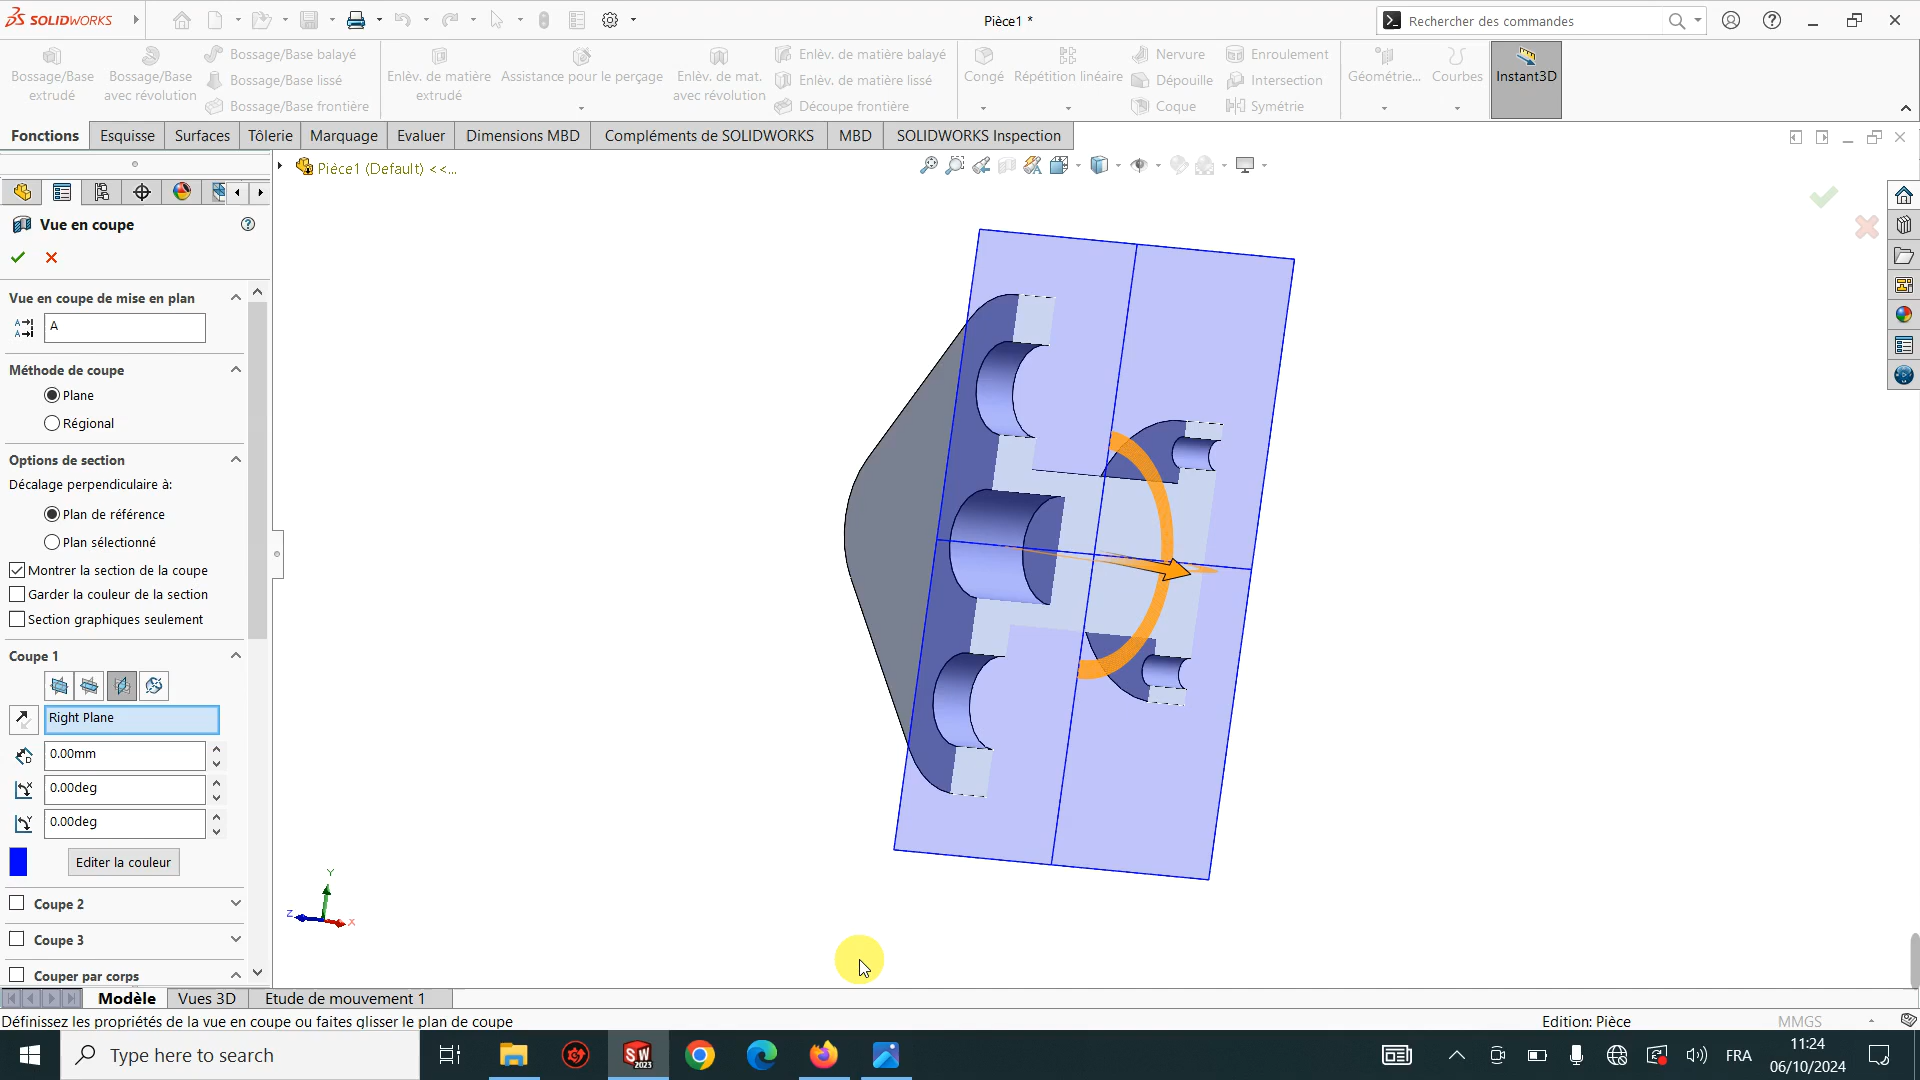 SOLIDWORKS
Pièce1 *
Rechercher des commandes
Bossage/Base extrudé
Bossage/Base avec révolution
Bossage/Base balayé
Bossage/Base lissé
Bossage/Base frontière
Enlèv. de matière extrudé
Assistance pour le perçage
Enlèv. de mat. avec révolution
Enlèv. de matière balayé
Enlèv. de matière lissé
Découpe frontière
Congé
Répétition linéaire
Nervure
Dépouille
Coque
Enroulement
Intersection
Symétrie
Géométrie...
Courbes
Instant3D
Fonctions
Esquisse
Surfaces
Tôlerie
Marquage
Evaluer
Dimensions MBD
Compléments de SOLIDWORKS
MBD
SOLIDWORKS Inspection
Pièce1 (Default) <<...
Vue en coupe
Vue en coupe de mise en plan
A
Méthode de coupe
Plane
Régional
Options de section
Décalage perpendiculaire à:
Plan de référence
Plan sélectionné
Montrer la section de la coupe
Garder la couleur de la section
Section graphiques seulement
Coupe 1
Right Plane
0.00mm
0.00deg
0.00deg
Editer la couleur
Coupe 2
Coupe 3
Couper par corps
Y
Z
X
Modèle
Vues 3D
Etude de mouvement 1
Définissez les propriétés de la vue en coupe ou faites glisser le plan de coupe
Edition: Pièce
MMGS
Type here to search
FRA
11:24
06/10/2024